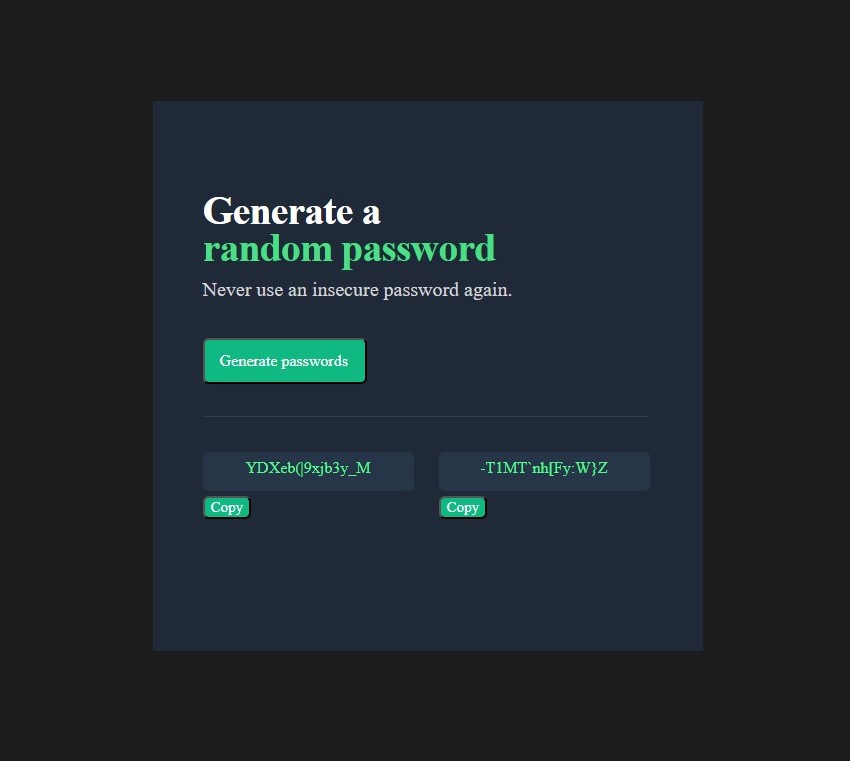 Generate a
random password
Never use an insecure password again.
Generate passwords
YDXeb(|9xjb3y_M
-T1MT`nh[Fy:W}Z
Copy
Copy